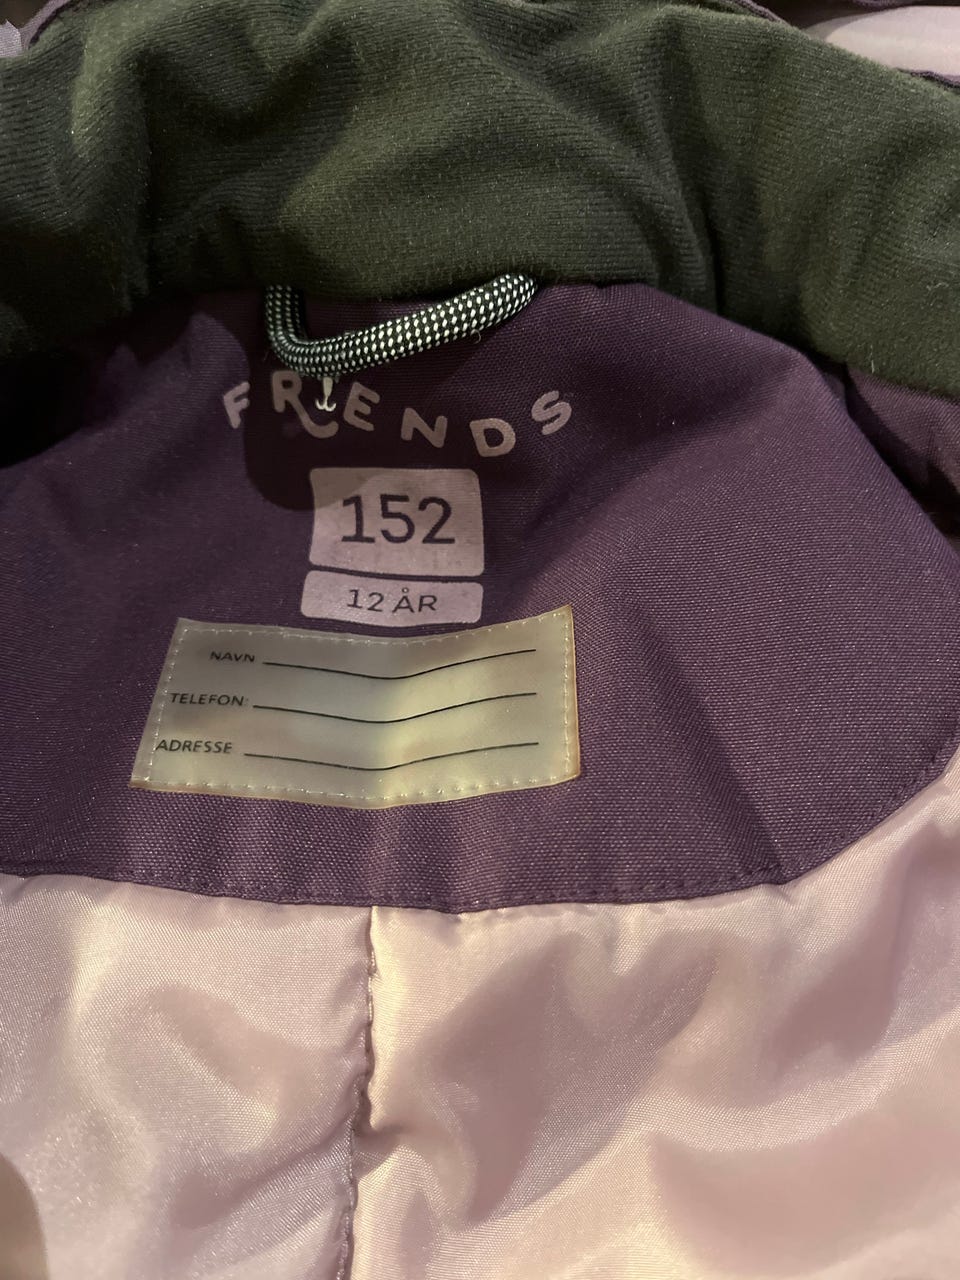 FRIENDS
152
12 ÅR
NAVN
TELEFON:
ADRESSE